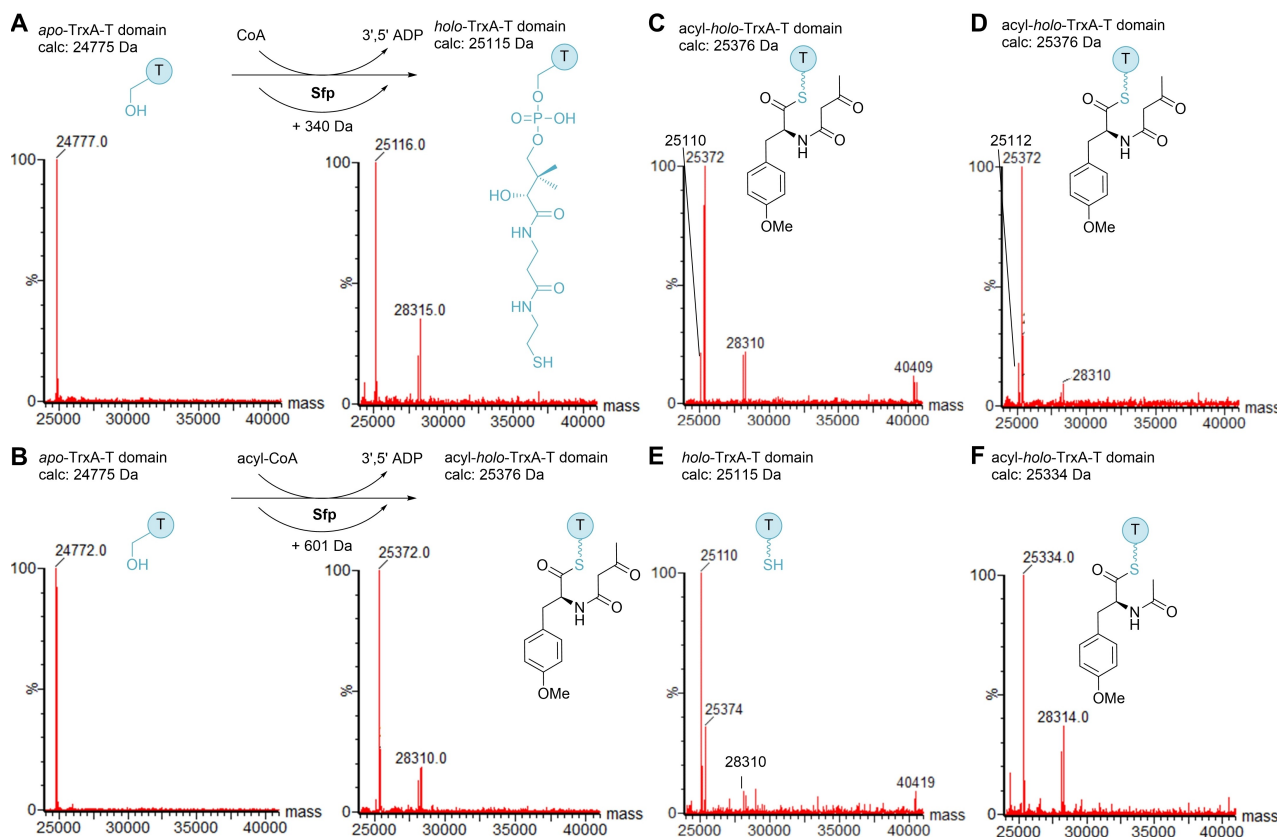 A
apo-TrxA-T domain
calc: 24775 Da
T
OH
CoA
3',5' ADP
Sfp
+ 340 Da
holo-TrxA-T domain
calc: 25115 Da
T
O
O=P-OH
O
HO
O
HN
O
HN
SH
24777.0
100
%
0
25000 30000 35000 40000
mass
25116.0
28315.0
100
%
0
25000 30000 35000 40000
mass
C
acyl-holo-TrxA-T domain
calc: 25376 Da
T
O S O
N O
H
OMe
25110
25372
100
%
28310
40409
0
25000 30000 35000 40000
mass
D
acyl-holo-TrxA-T domain
calc: 25376 Da
T
O S O
N O
H
OMe
25112
25372
100
%
28310
0
25000 30000 35000 40000
mass
B
apo-TrxA-T domain
calc: 24775 Da
T
OH
acyl-CoA
3',5' ADP
Sfp
+ 601 Da
acyl-holo-TrxA-T domain
calc: 25376 Da
T
O S O
N O
H
OMe
24772.0
100
%
0
25000 30000 35000 40000
mass
25372.0
100
%
28310.0
0
25000 30000 35000 40000
mass
E
holo-TrxA-T domain
calc: 25115 Da
T
SH
25110
100
25374
%
28310
40419
0
25000 30000 35000 40000
mass
F
acyl-holo-TrxA-T domain
calc: 25334 Da
T
O S
N O
H
OMe
25334.0
100
%
28314.0
0
25000 30000 35000 40000
mass